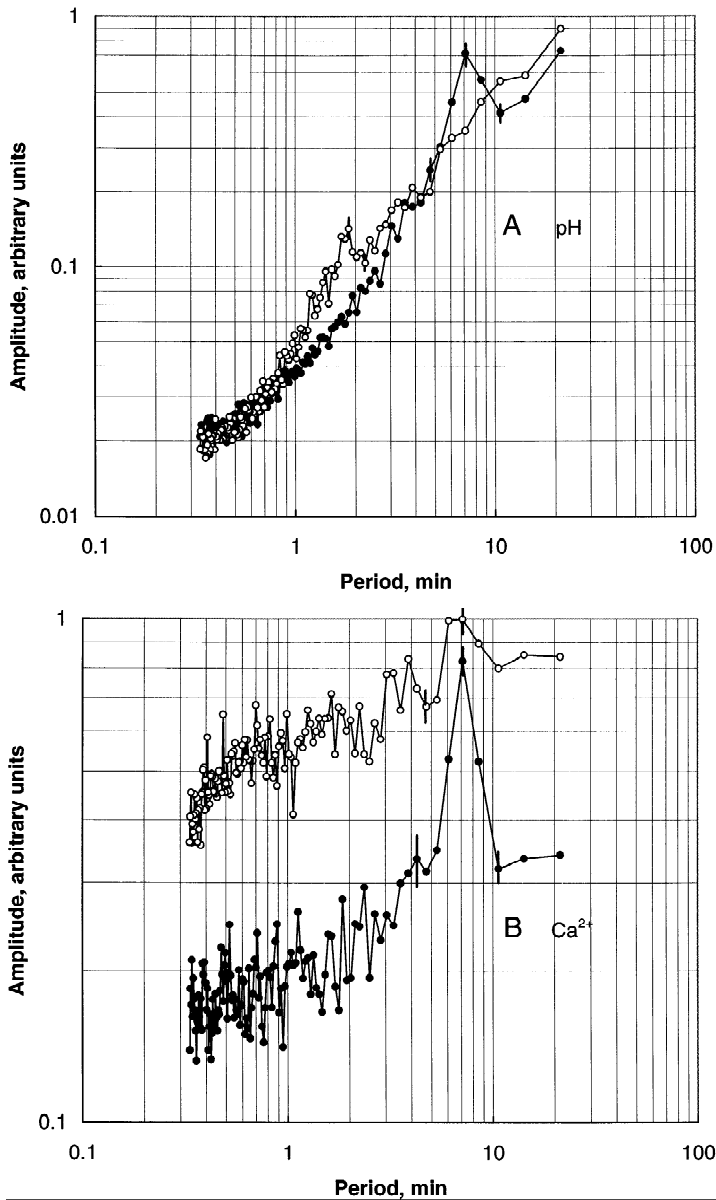 1
Amplitude, arbitrary units
0.1
A pH
0.01
0.1 1 10 100
Period, min
1
Amplitude, arbitrary units
B Ca²⁺
0.1
0.1 1 10 100
Period, min